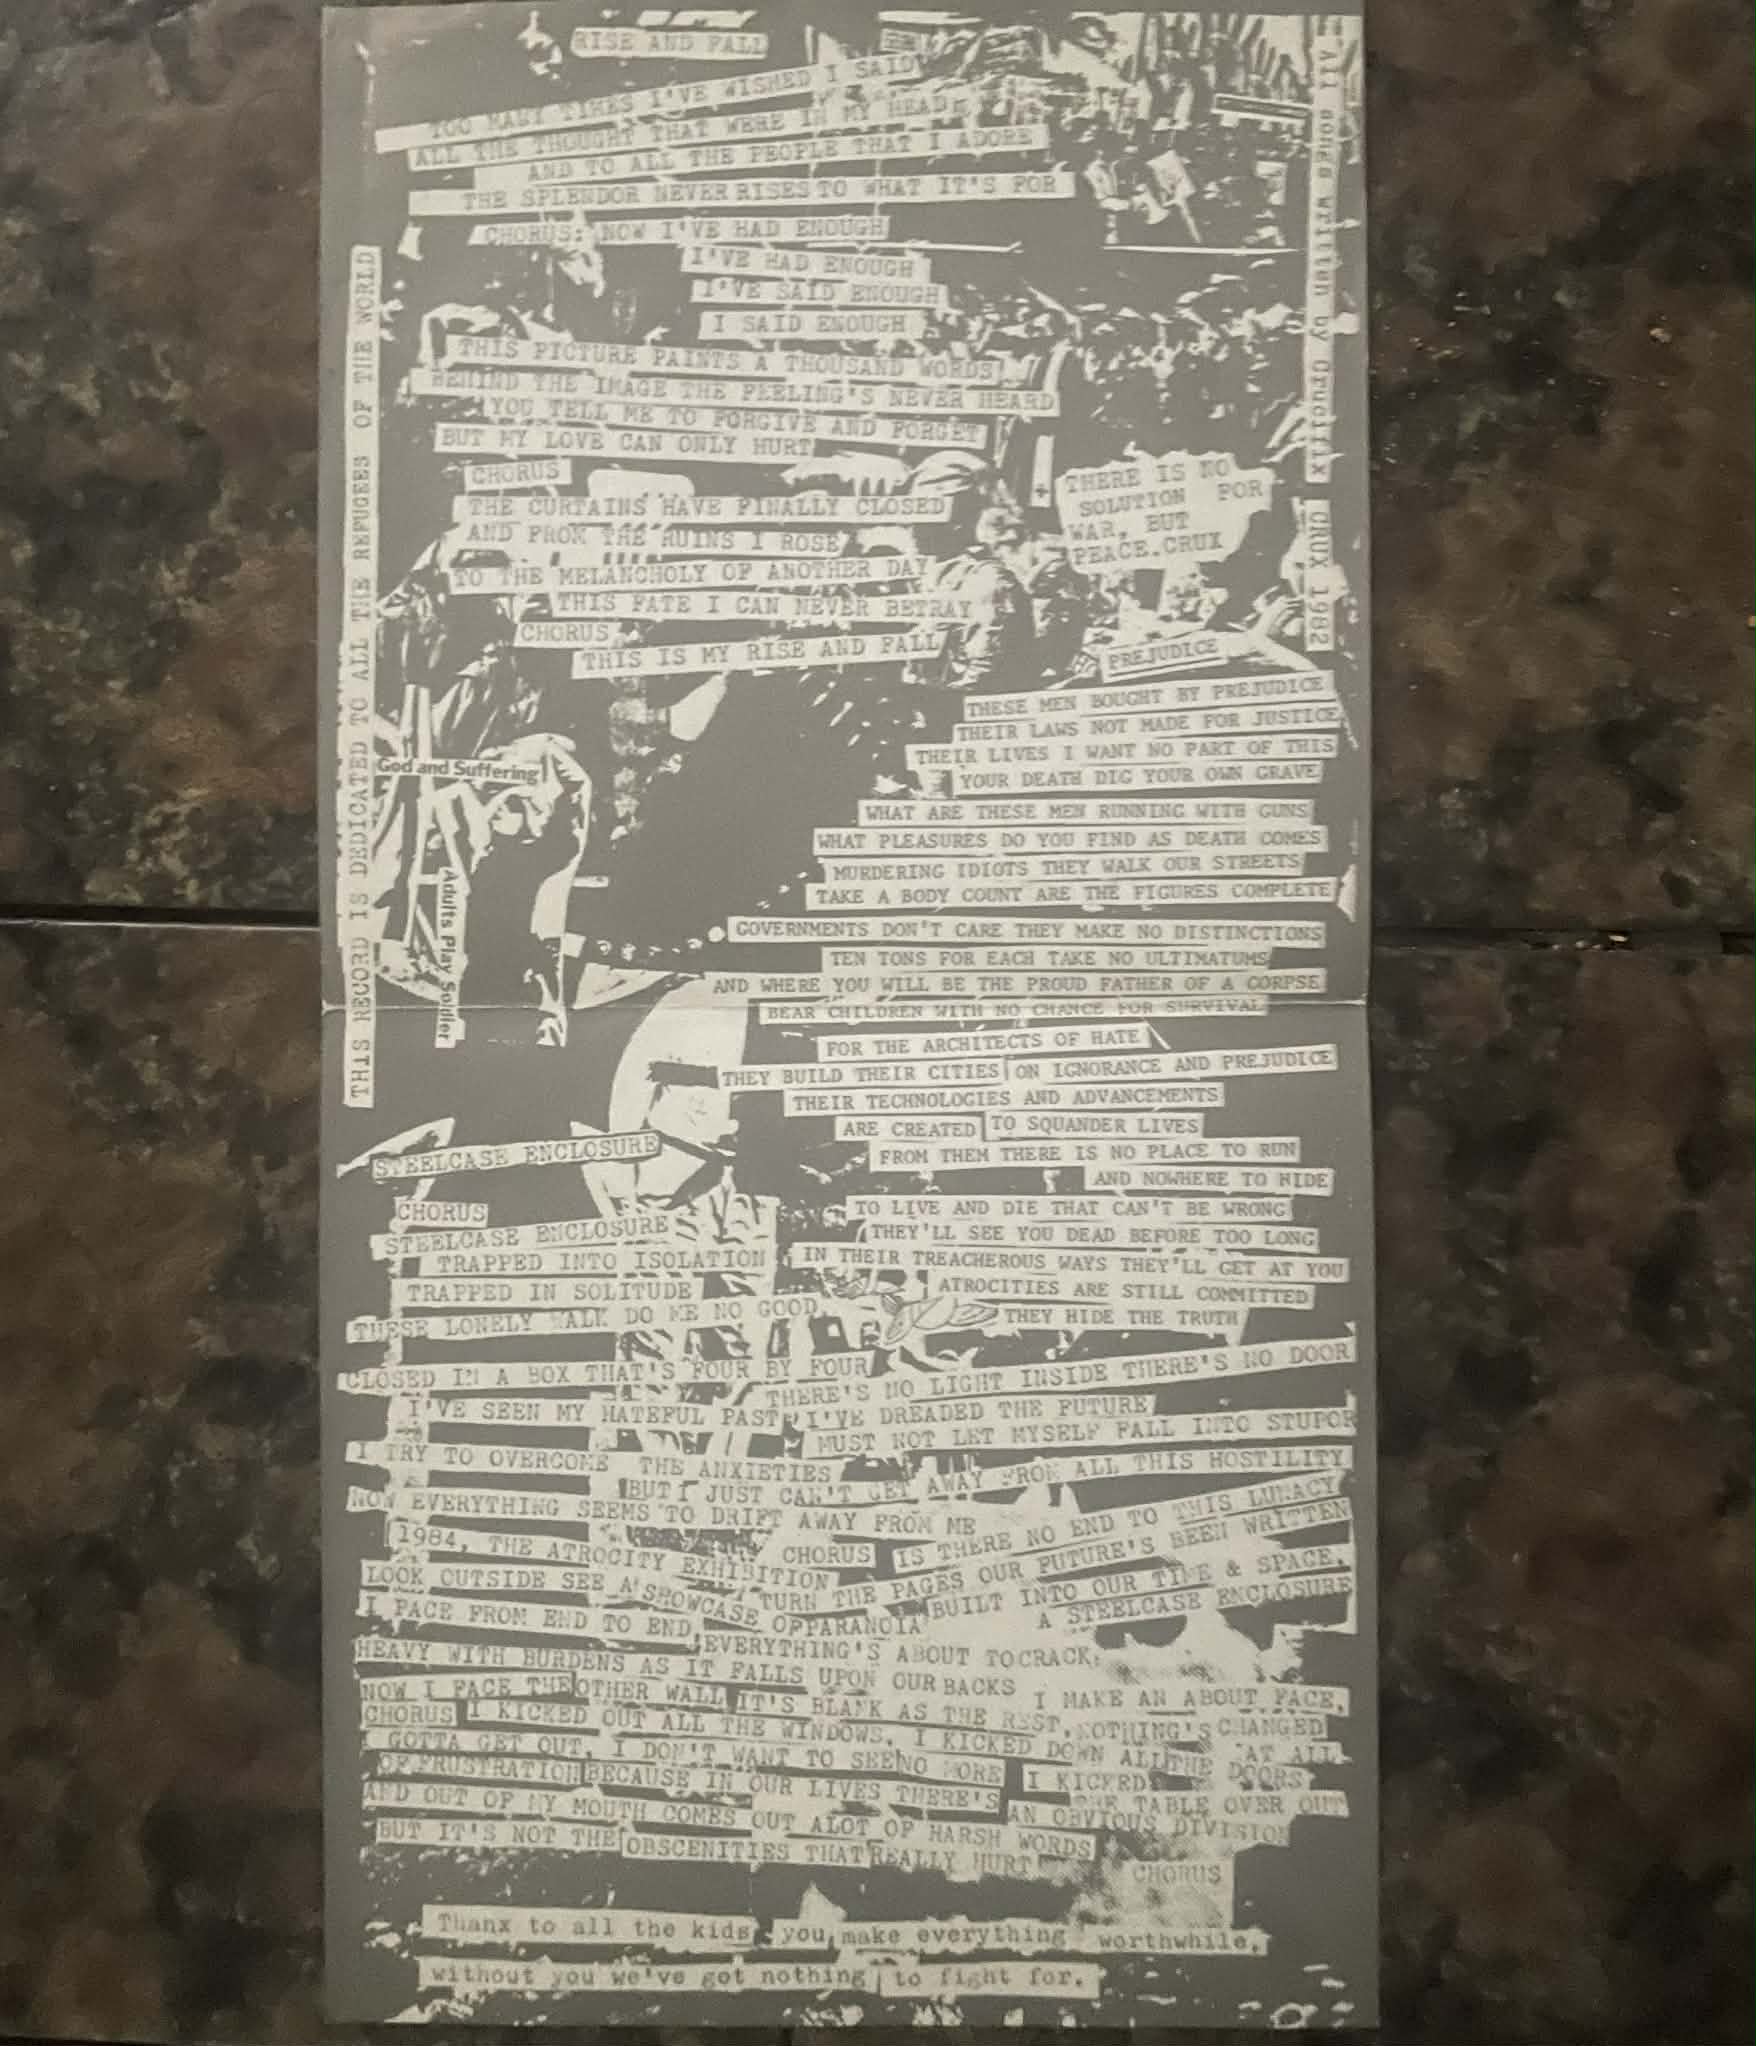 RISE AND FALL
TOO MANY TIMES I'VE WISHED I SAID
ALL THE THOUGHT THAT WERE IN MY HEAD
AND TO ALL THE PEOPLE THAT I ADORE
THE SPLENDOR NEVER RISES TO WHAT IT'S FOR
CHORUS: NOW I'VE HAD ENOUGH
I'VE HAD ENOUGH
I'VE SAID ENOUGH
I SAID ENOUGH
THIS PICTURE PAINTS A THOUSAND WORDS
BEHIND THE IMAGE THE FEELING'S NEVER HEARD
YOU TELL ME TO FORGIVE AND FORGET
BUT MY LOVE CAN ONLY HURT
CHORUS
THE CURTAINS HAVE FINALLY CLOSED
AND FROM THE RUINS I ROSE
TO THE MELANCHOLY OF ANOTHER DAY
THIS FATE I CAN NEVER BETRAY
CHORUS
THIS IS MY RISE AND FALL
All songs written by Crucifix
CRUX 1982
THERE IS NO
SOLUTION FOR
WAR, BUT
PEACE.CRUX
THIS RECORD IS DEDICATED TO ALL THE REFUGEES OF THE WORLD
God and Suffering
Adults Play Soldier
PREJUDICE
THESE MEN BOUGHT BY PREJUDICE
THEIR LAWS NOT MADE FOR JUSTICE
THEIR LIVES I WANT NO PART OF THIS
YOUR DEATH DIG YOUR OWN GRAVE
WHAT ARE THESE MEN RUNNING WITH GUNS
WHAT PLEASURES DO YOU FIND AS DEATH COMES
MURDERING IDIOTS THEY WALK OUR STREETS
TAKE A BODY COUNT ARE THE FIGURES COMPLETE
GOVERNMENTS DON'T CARE THEY MAKE NO DISTINCTIONS
TEN TONS FOR EACH TAKE NO ULTIMATUMS
AND WHERE YOU WILL BE THE PROUD FATHER OF A CORPSE
BEAR CHILDREN WITH NO CHANCE FOR SURVIVAL
FOR THE ARCHITECTS OF HATE
THEY BUILD THEIR CITIES ON IGNORANCE AND PREJUDICE
THEIR TECHNOLOGIES AND ADVANCEMENTS
ARE CREATED TO SQUANDER LIVES
FROM THEM THERE IS NO PLACE TO RUN
AND NOWHERE TO HIDE
TO LIVE AND DIE THAT CAN'T BE WRONG
THEY'LL SEE YOU DEAD BEFORE TOO LONG
IN THEIR TREACHEROUS WAYS THEY'LL GET AT YOU
ATROCITIES ARE STILL COMMITTED
THEY HIDE THE TRUTH
STEELCASE ENCLOSURE
CHORUS
STEELCASE ENCLOSURE
TRAPPED INTO ISOLATION
TRAPPED IN SOLITUDE
THESE LONELY WALK DO ME NO GOOD
CLOSED IN A BOX THAT'S FOUR BY FOUR
THERE'S NO LIGHT INSIDE THERE'S NO DOOR
I'VE SEEN MY HATEFUL PAST I'VE DREADED THE FUTURE
MUST NOT LET MYSELF FALL INTO STUPOR
I TRY TO OVERCOME THE ANXIETIES
BUT I JUST CAN'T GET AWAY FROM ALL THIS HOSTILITY
NOW EVERYTHING SEEMS TO DRIFT AWAY FROM ME
IS THERE NO END TO THIS LUNACY
CHORUS
1984, THE ATROCITY EXHIBITION
TURN THE PAGES OUR FUTURE'S BEEN WRITTEN
LOOK OUTSIDE SEE A SHOWCASE OF PARANOIA
BUILT INTO OUR TIME & SPACE,
A STEELCASE ENCLOSURE
I FACE FROM END TO END
EVERYTHING'S ABOUT TO CRACK,
HEAVY WITH BURDENS AS IT FALLS UPON OUR BACKS
I MAKE AN ABOUT FACE,
NOW I FACE THE OTHER WALL IT'S BLANK AS THE REST, NOTHING'S CHANGED
AT ALL
CHORUS I KICKED OUT ALL THE WINDOWS, I KICKED DOWN ALL THE DOORS
I GOTTA GET OUT, I DON'T WANT TO SEE NO MORE I KICKED
THE TABLE OVER OUT
OF FRUSTRATION BECAUSE IN OUR LIVES THERE'S AN OBVIOUS DIVISION
AND OUT OF MY MOUTH COMES OUT ALOT OF HARSH WORDS
BUT IT'S NOT THE OBSCENITIES THAT REALLY HURT
CHORUS
Thanx to all the kids you make everything worthwhile,
without you we've got nothing to fight for.